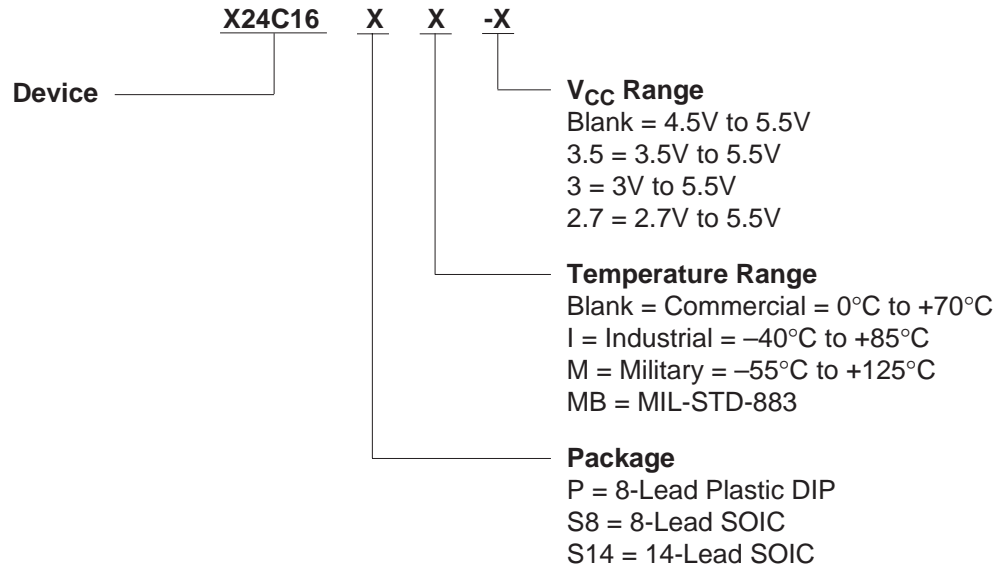 X24C16 X X -X
Device
VCC Range
Blank = 4.5V to 5.5V
3.5 = 3.5V to 5.5V
3 = 3V to 5.5V
2.7 = 2.7V to 5.5V
Temperature Range
Blank = Commercial = 0°C to +70°C
I = Industrial = –40°C to +85°C
M = Military = –55°C to +125°C
MB = MIL-STD-883
Package
P = 8-Lead Plastic DIP
S8 = 8-Lead SOIC
S14 = 14-Lead SOIC